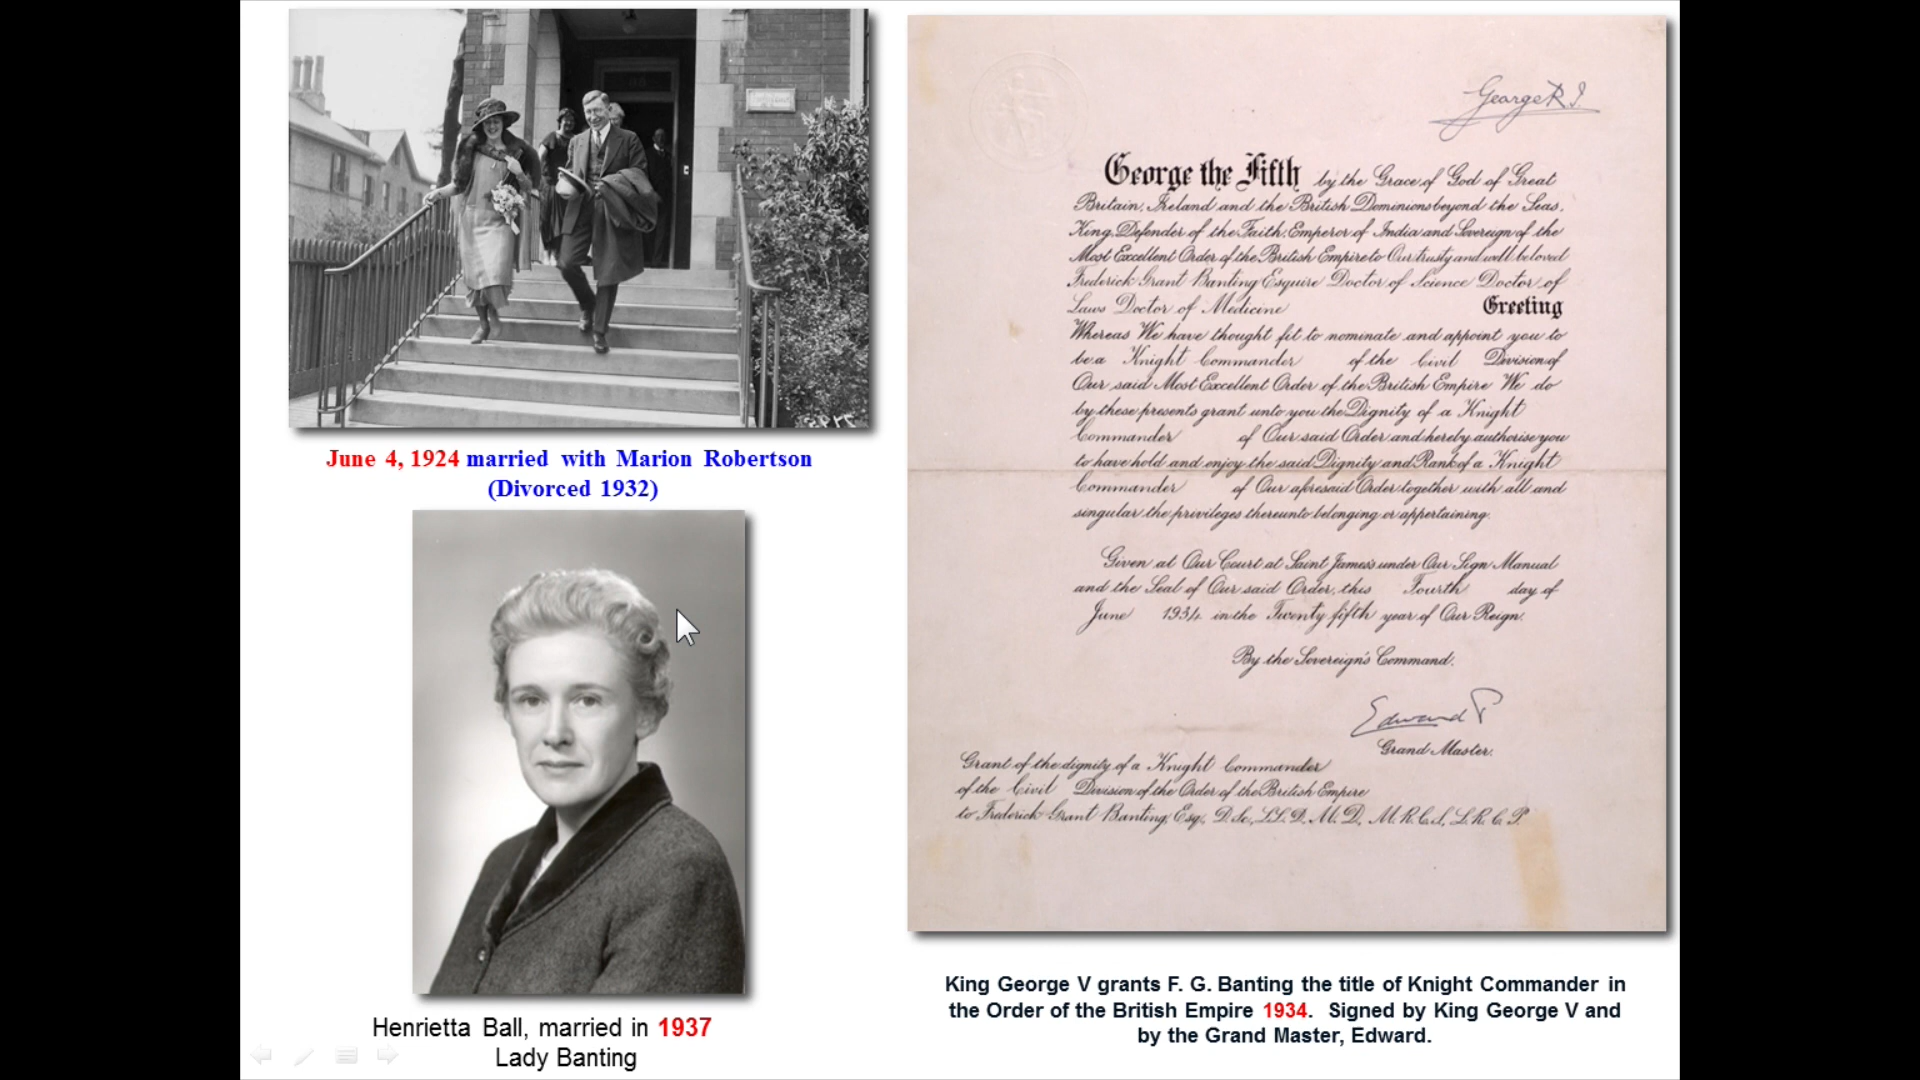 June 4, 1924 married with Marion Robertson
(Divorced 1932)
Henrietta Ball, married in 1937
Lady Banting
George R.I.
George the Fifth by the Grace of God of Great
Britain, Ireland and the British Dominions beyond the Seas,
King, Defender of the Faith, Emperor of India and Sovereign of the
Most Excellent Order of the British Empire to Our trusty and well beloved
Frederick Grant Banting Esquire Doctor of Science Doctor of
Laws Doctor of Medicine Greeting
Whereas We have thought fit to nominate and appoint you to
be a Knight Commander of the Civil Division of
Our said Most Excellent Order of the British Empire We do
by these presents grant unto you the Dignity of a Knight
Commander of Our said Order and hereby authorise you
to have hold and enjoy the said Dignity and Rank of a Knight
Commander of Our aforesaid Order together with all and
singular the privileges thereunto belonging or appertaining.
Given at Our Court at Saint James's under Our Sign Manual
and the Seal of Our said Order, this Fourth day of
June 1934 in the Twenty fifth year of Our Reign.
By the Sovereign's Command.
Edward P
Grand Master.
Grant of the dignity of a Knight Commander
of the Civil Division of the Order of the British Empire
to Frederick Grant Banting, Esq., D.Sc., LL.D., M.D., M.R.C.S., L.R.C.P.
King George V grants F. G. Banting the title of Knight Commander in
the Order of the British Empire 1934. Signed by King George V and
by the Grand Master, Edward.